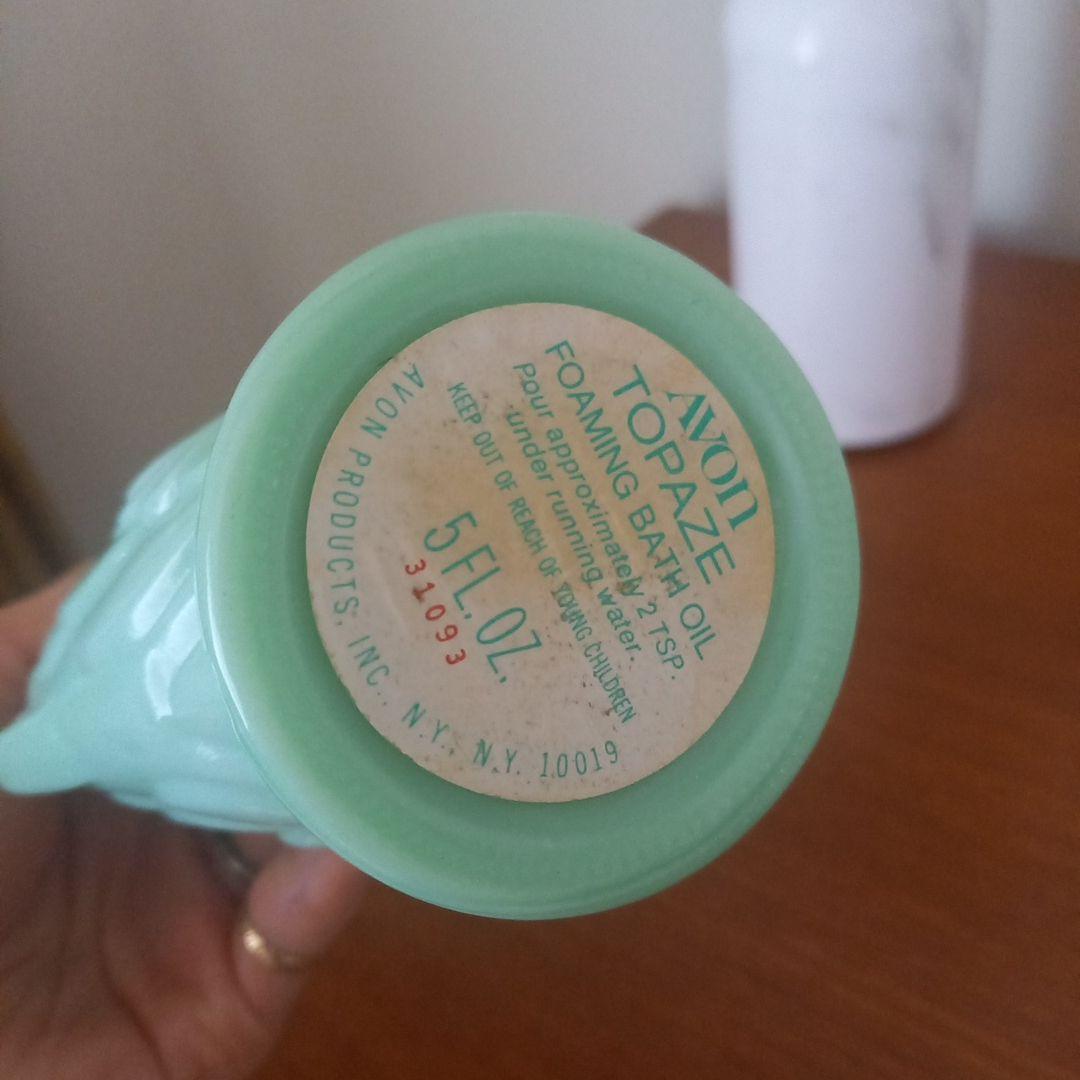 AVON
TOPAZE
FOAMING BATH OIL
Pour approximately 2 TSP.
under running water.
KEEP OUT OF REACH OF YOUNG CHILDREN
5 FL. OZ.
31093
AVON PRODUCTS, INC., N.Y., N.Y. 10019